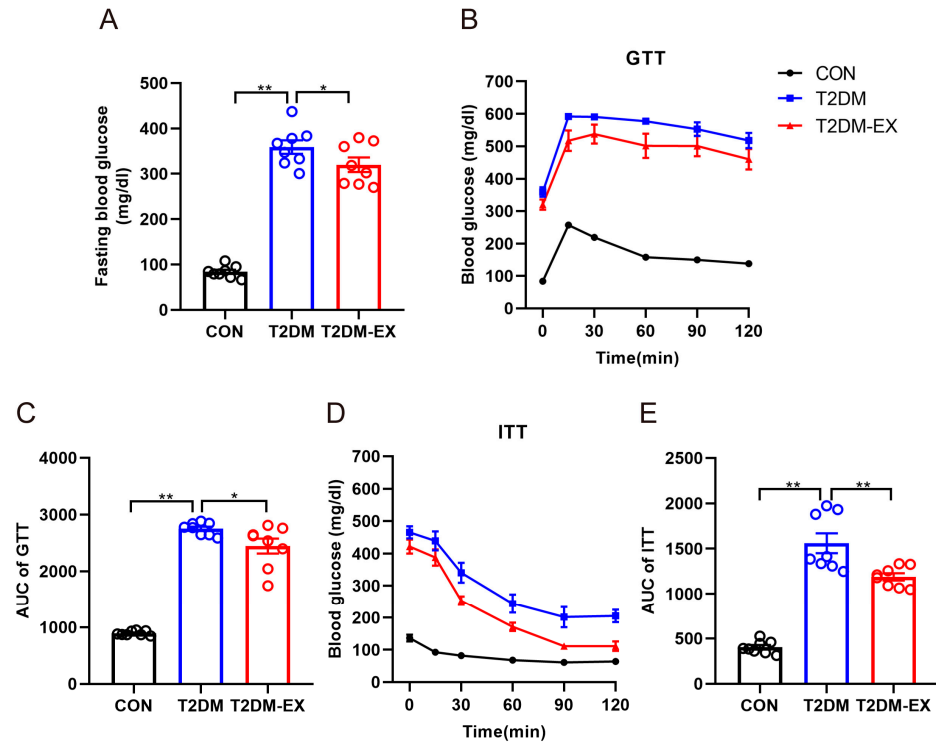 A
Fasting blood glucose
(mg/dl)
500
400
300
200
100
0
**
*
CON
T2DM
T2DM-EX
B
GTT
Blood glucose (mg/dl)
700
600
500
400
300
200
100
0
0
30
60
90
120
Time(min)
CON
T2DM
T2DM-EX
C
AUC of GTT
4000
3000
2000
1000
0
**
*
CON
T2DM
T2DM-EX
D
ITT
Blood glucose (mg/dl)
700
600
500
400
300
200
100
0
0
30
60
90
120
Time(min)
E
AUC of ITT
2500
2000
1500
1000
500
0
**
**
CON
T2DM
T2DM-EX